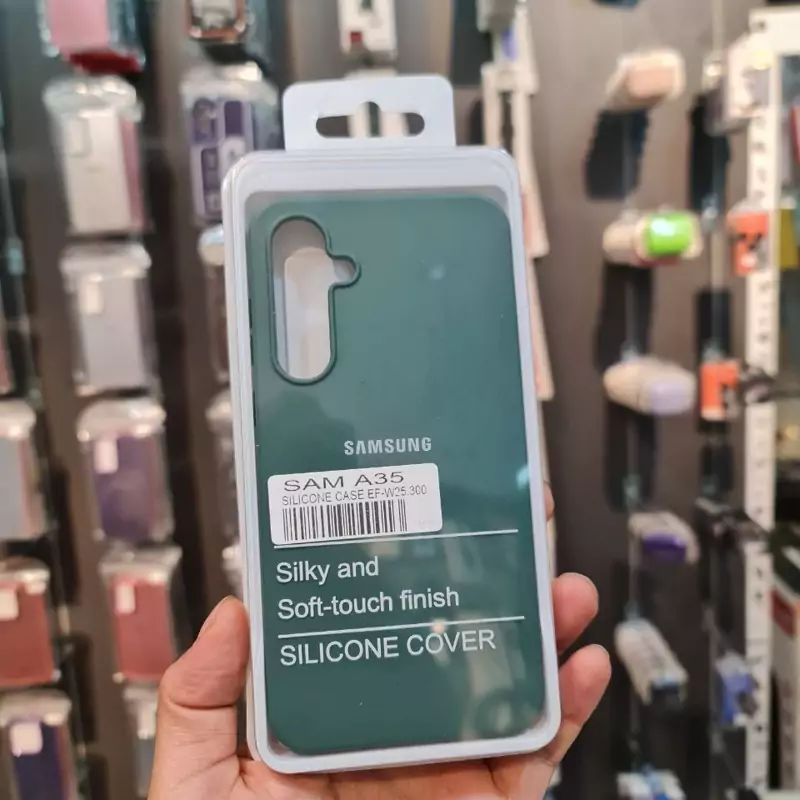 SAMSUNG
SAM A35
SILICONE CASE EF-W25.300
Silky and
Soft-touch finish
SILICONE COVER